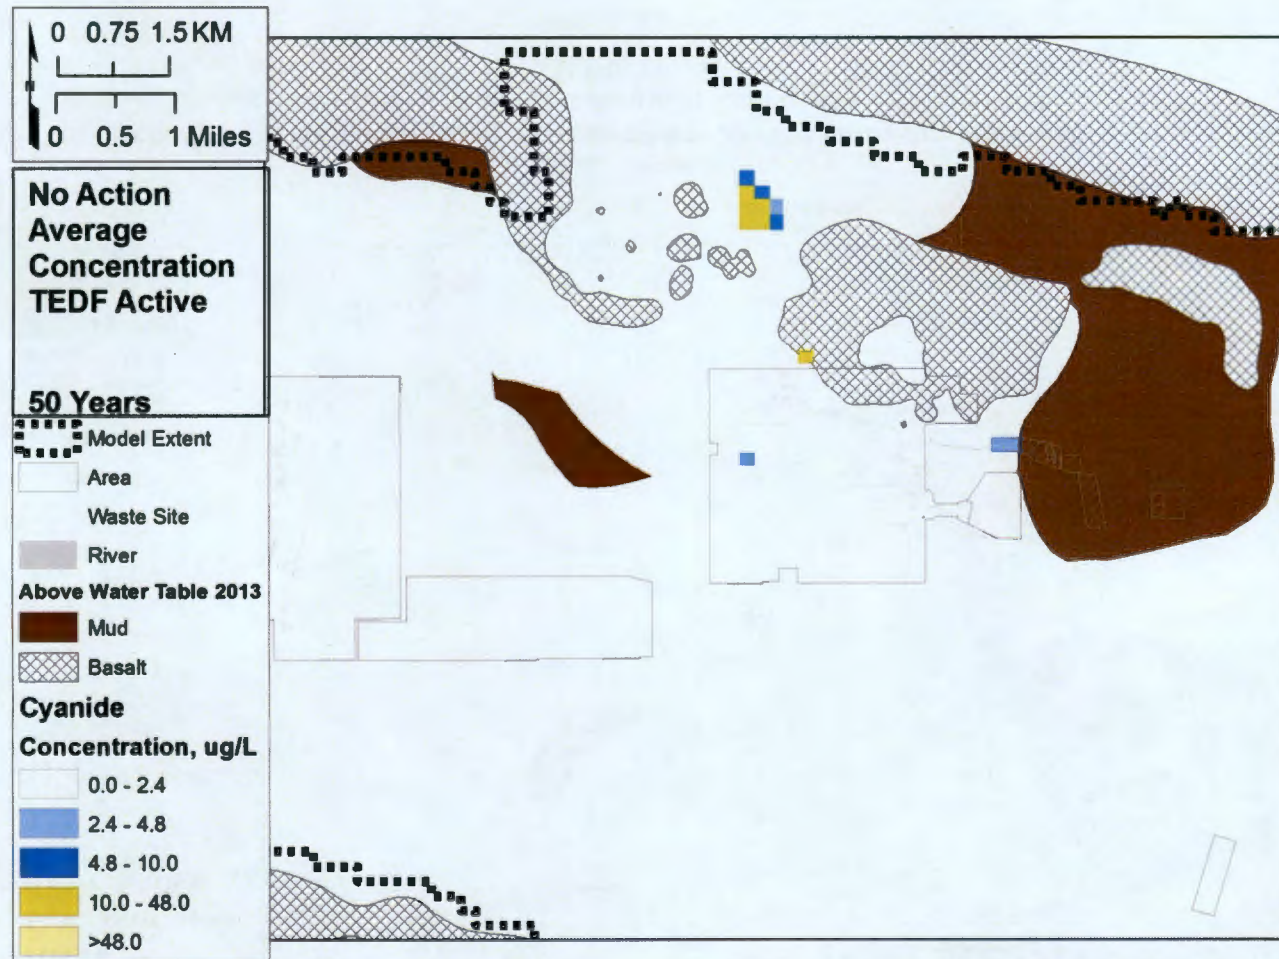 0 0.75 1.5 KM
N
0 0.5 1 Miles
No Action
Average
Concentration
TEDF Active
50 Years
Model Extent
Area
Waste Site
River
Above Water Table 2013
Mud
Basalt
Cyanide
Concentration, ug/L
0.0 - 2.4
2.4 - 4.8
4.8 - 10.0
10.0 - 48.0
>48.0